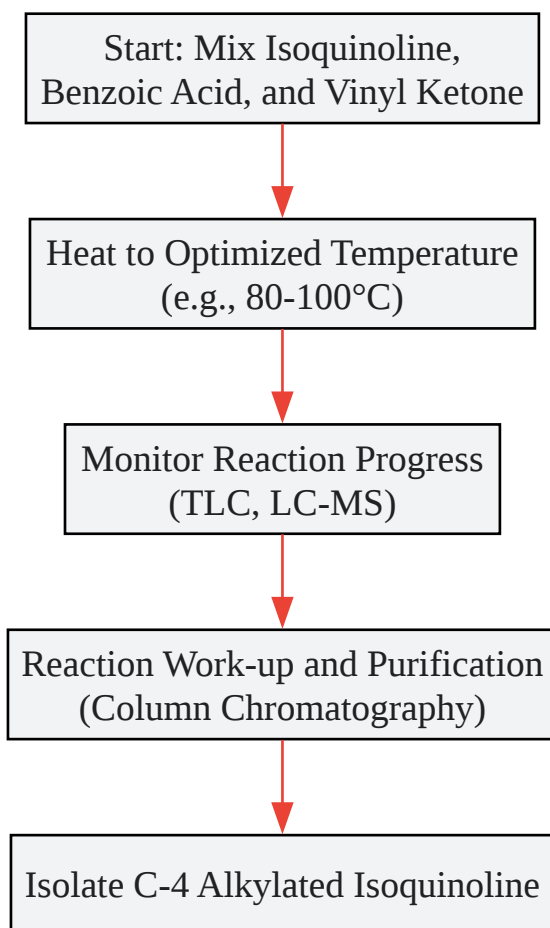 Start: Mix Isoquinoline,
Benzoic Acid, and Vinyl Ketone
Heat to Optimized Temperature
(e.g., 80-100°C)
Monitor Reaction Progress
(TLC, LC-MS)
Reaction Work-up and Purification
(Column Chromatography)
Isolate C-4 Alkylated Isoquinoline